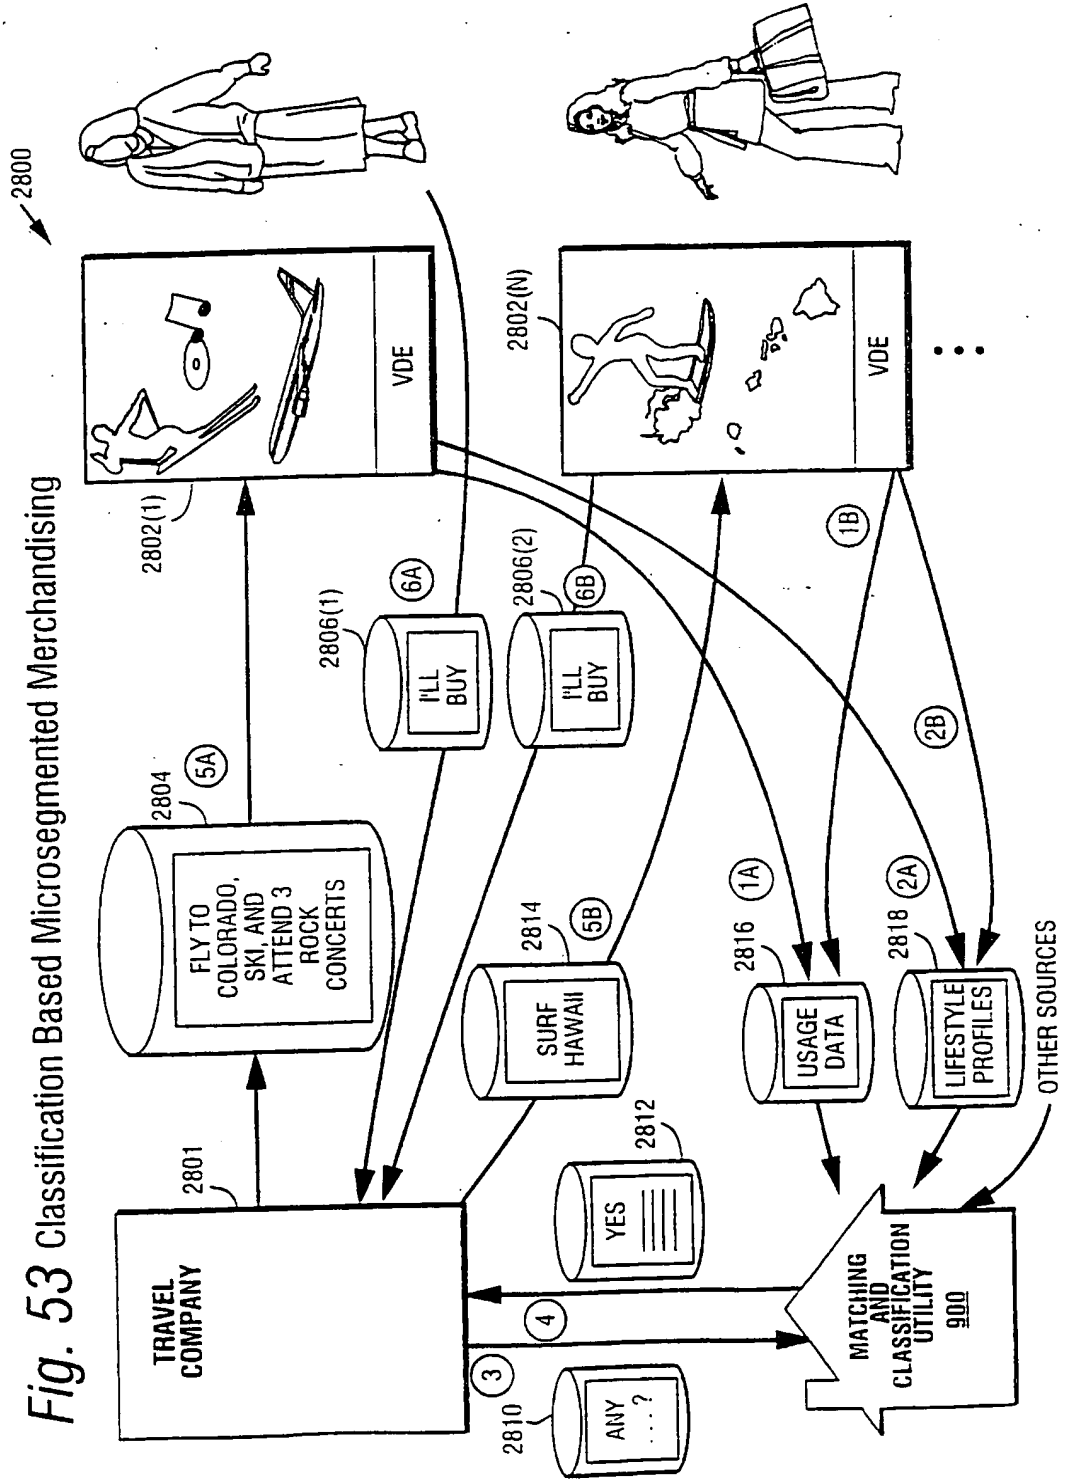 Fig. 53 Classification Based Microsegmented Merchandising
2800
TRAVEL
COMPANY
2801
FLY TO
COLORADO,
SKI, AND
ATTEND 3
ROCK
CONCERTS
2804
5A
2802(1)
VDE
2806(1)
I'LL
BUY
6A
2806(2)
I'LL
BUY
6B
2802(N)
VDE
SURF
HAWAII
2814
5B
1B
2B
3
4
2810
ANY
....?
YES
2812
USAGE
DATA
2816
1A
LIFESTYLE
PROFILES
2818
2A
OTHER SOURCES
MATCHING
AND
CLASSIFICATION
UTILITY
900